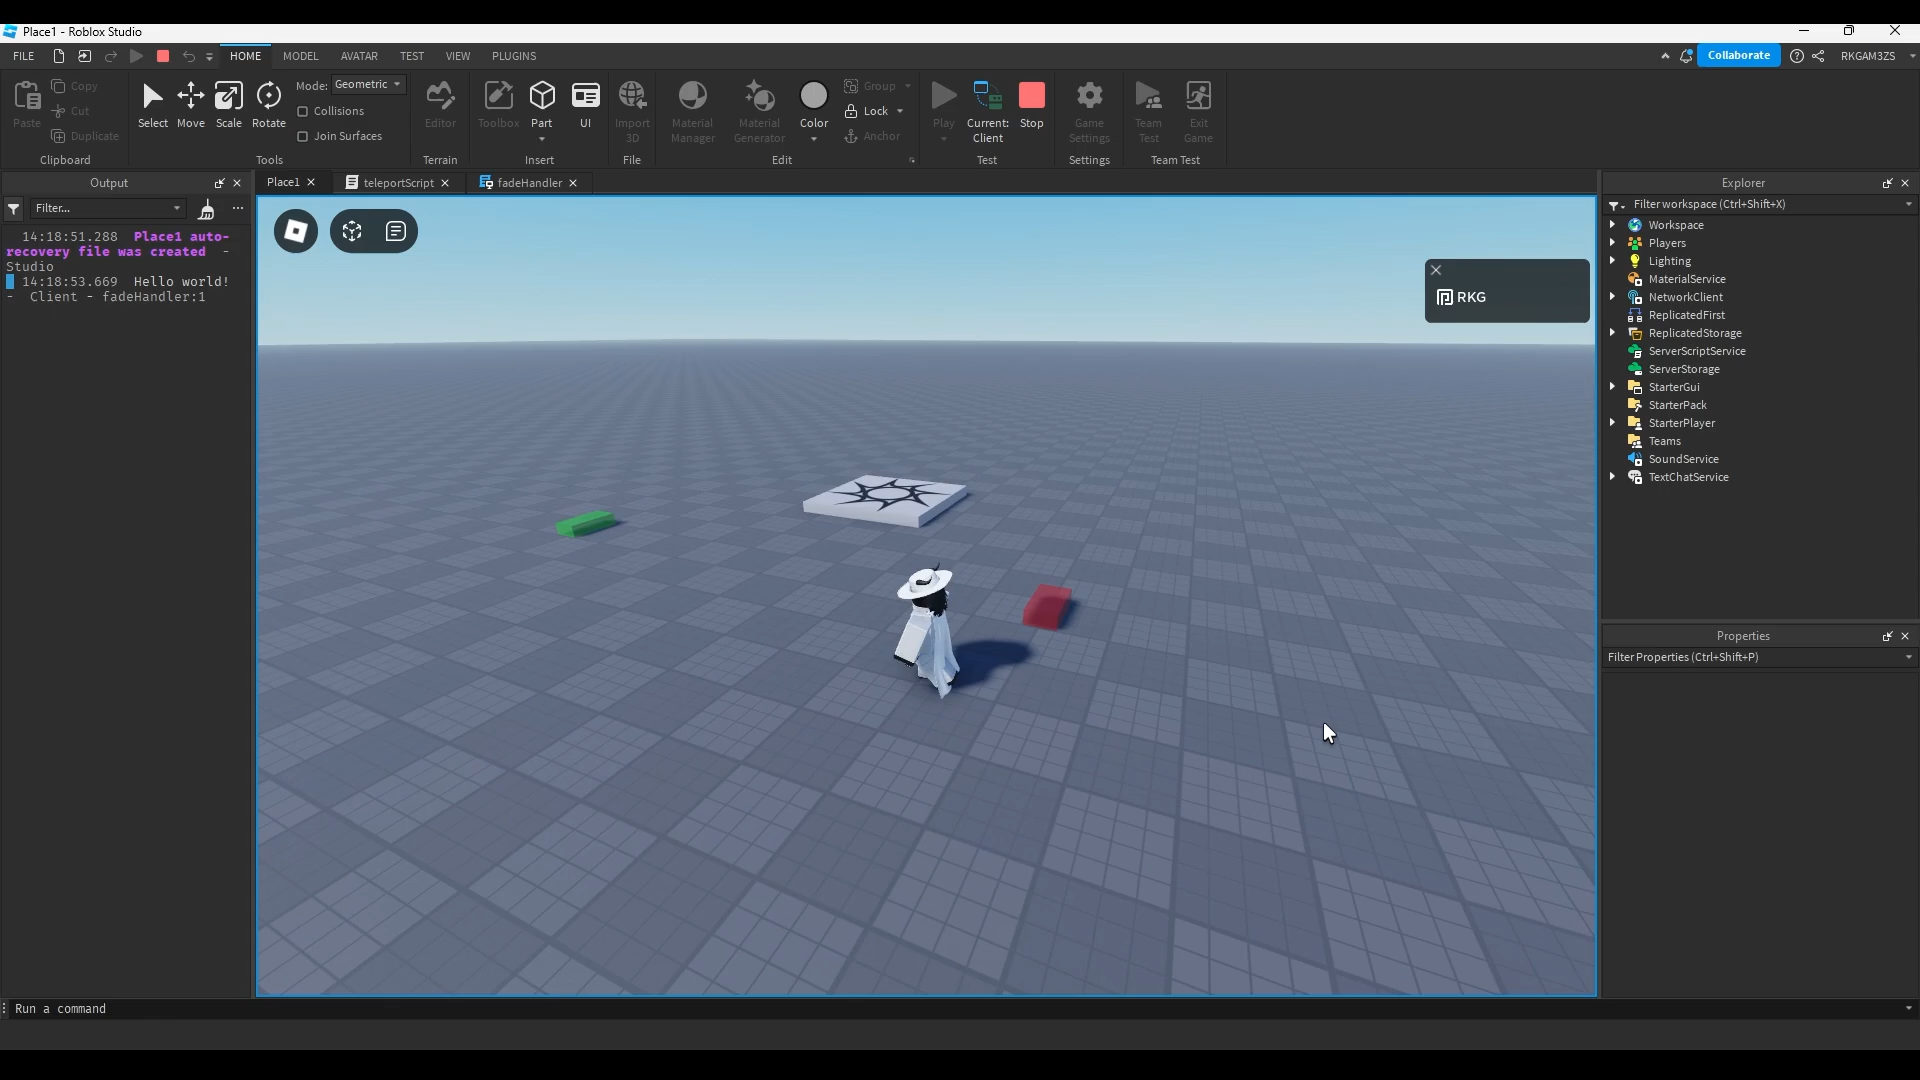 Place1 - Roblox Studio
FILE HOME MODEL AVATAR TEST VIEW PLUGINS Collaborate RKGAM3ZS
Paste Copy Cut Duplicate
Clipboard
Select Move Scale Rotate
Mode: Geometric
Collisions
Join Surfaces
Tools
Editor
Terrain
Toolbox Part UI
Insert
Import
3D
File
Material
Manager
Material
Generator
Color
Group
Lock
Anchor
Edit
Play
Current:
Client
Stop
Test
Game
Settings
Settings
Team
Test
Exit
Game
Team Test
Output
Filter...
14:18:51.288 Place1 auto-
recovery file was created -
Studio
14:18:53.669 Hello world!
- Client - fadeHandler:1
Place1 teleportScript fadeHandler
RKG
Explorer
Filter workspace (Ctrl+Shift+X)
Workspace
Players
Lighting
MaterialService
NetworkClient
ReplicatedFirst
ReplicatedStorage
ServerScriptService
ServerStorage
StarterGui
StarterPack
StarterPlayer
Teams
SoundService
TextChatService
Properties
Filter Properties (Ctrl+Shift+P)
Run a command